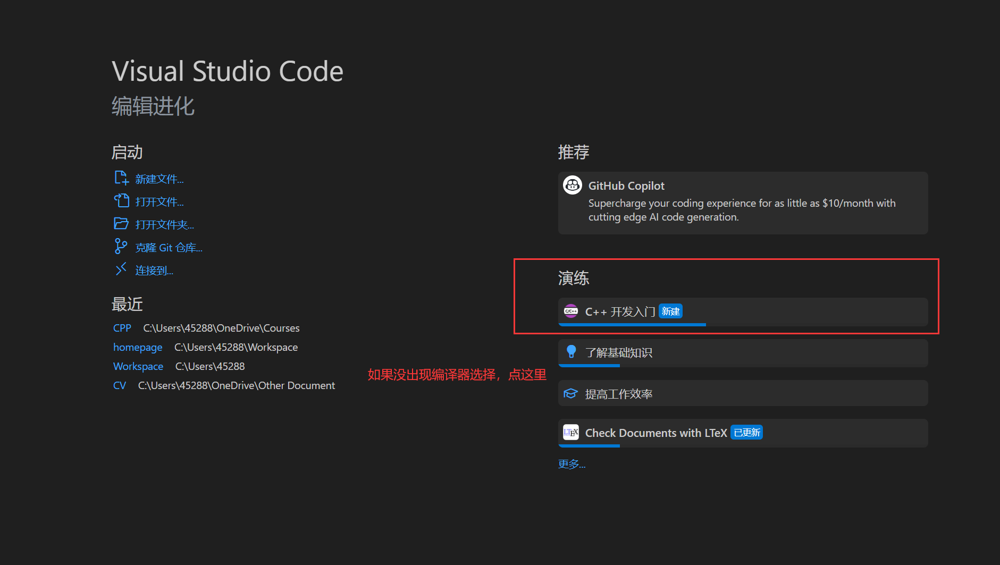 Visual Studio Code
编辑进化
启动
新建文件...
打开文件...
打开文件夹...
克隆 Git 仓库...
连接到...
最近
CPP C:\Users\45288\OneDrive\Courses
homepage C:\Users\45288\Workspace
Workspace C:\Users\45288
CV C:\Users\45288\OneDrive\Other Document
推荐
GitHub Copilot
Supercharge your coding experience for as little as $10/month with
cutting edge AI code generation.
演练
C/C++ C++ 开发入门 新建
了解基础知识
如果没出现编译器选择，点这里
提高工作效率
LTEX Check Documents with LTeX 已更新
更多...